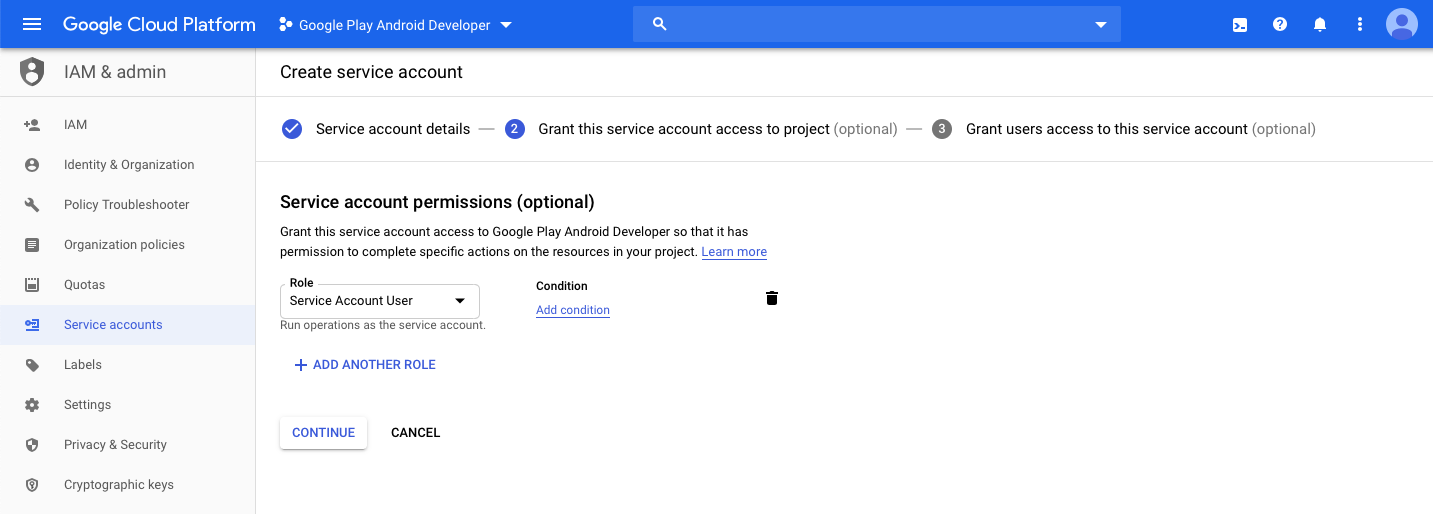 Google Cloud Platform
Google Play Android Developer
IAM & admin
Create service account
IAM
Identity & Organization
Policy Troubleshooter
Organization policies
Quotas
Service accounts
Labels
Settings
Privacy & Security
Cryptographic keys
Service account details — 2 Grant this service account access to project (optional) — 3 Grant users access to this service account (optional)
Service account permissions (optional)
Grant this service account access to Google Play Android Developer so that it has
permission to complete specific actions on the resources in your project. Learn more
Role
Service Account User
Run operations as the service account.
Condition
Add condition
+ ADD ANOTHER ROLE
CONTINUE CANCEL